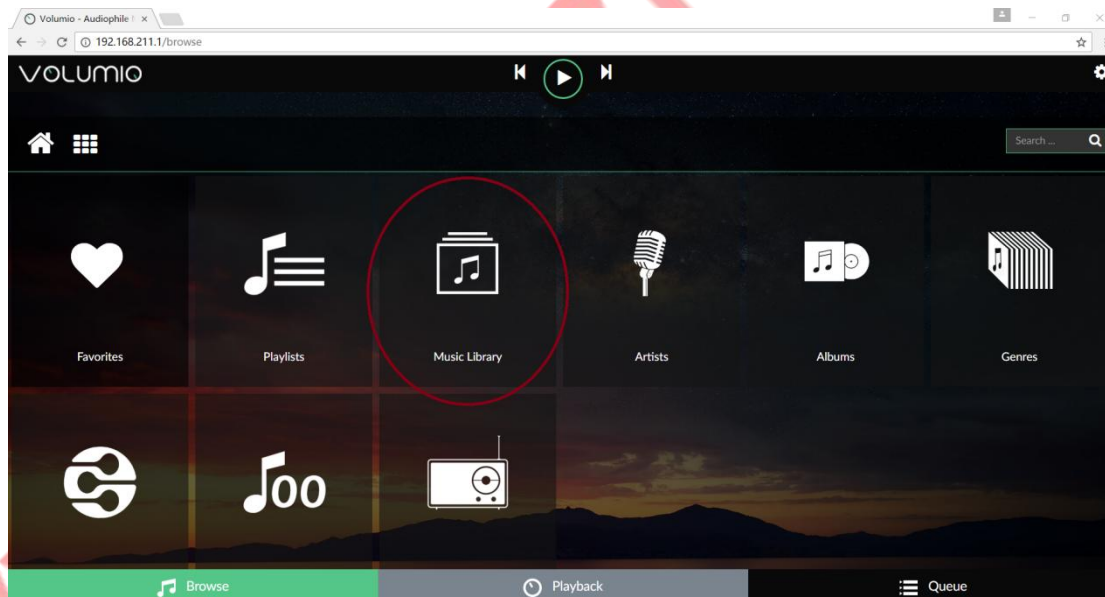 Volumio - Audiophile
192.168.211.1/browse
VOLUMIO
Search ...
Favorites
Playlists
Music Library
Artists
Albums
Genres
Browse
Playback
Queue